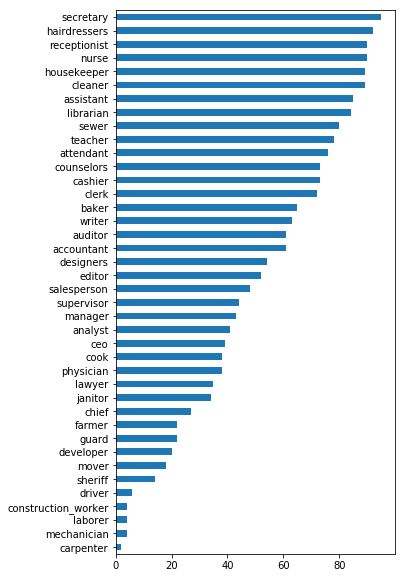 secretary
hairdressers
receptionist
nurse
housekeeper
cleaner
assistant
librarian
sewer
teacher
attendant
counselors
cashier
clerk
baker
writer
auditor
accountant
designers
editor
salesperson
supervisor
manager
analyst
ceo
cook
physician
lawyer
janitor
chief
farmer
guard
developer
mover
sheriff
driver
construction_worker
laborer
mechanician
carpenter
0 20 40 60 80